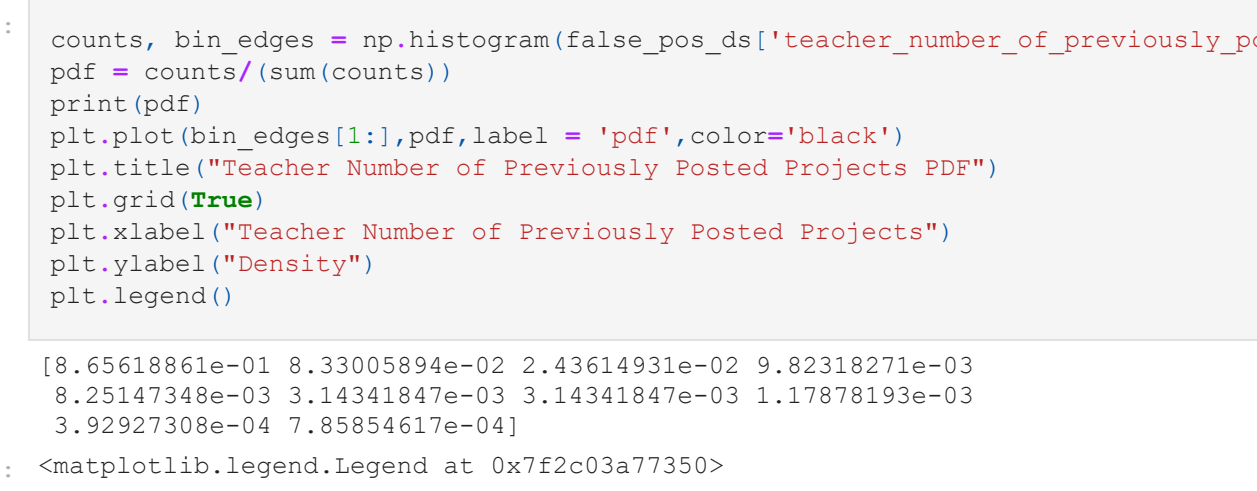 :
counts, bin_edges = np.histogram(false_pos_ds['teacher_number_of_previously_p
pdf = counts/(sum(counts))
print(pdf)
plt.plot(bin_edges[1:],pdf,label = 'pdf',color='black')
plt.title("Teacher Number of Previously Posted Projects PDF")
plt.grid(True)
plt.xlabel("Teacher Number of Previously Posted Projects")
plt.ylabel("Density")
plt.legend()
[8.65618861e-01 8.33005894e-02 2.43614931e-02 9.82318271e-03
8.25147348e-03 3.14341847e-03 3.14341847e-03 1.17878193e-03
3.92927308e-04 7.85854617e-04]
: <matplotlib.legend.Legend at 0x7f2c03a77350>